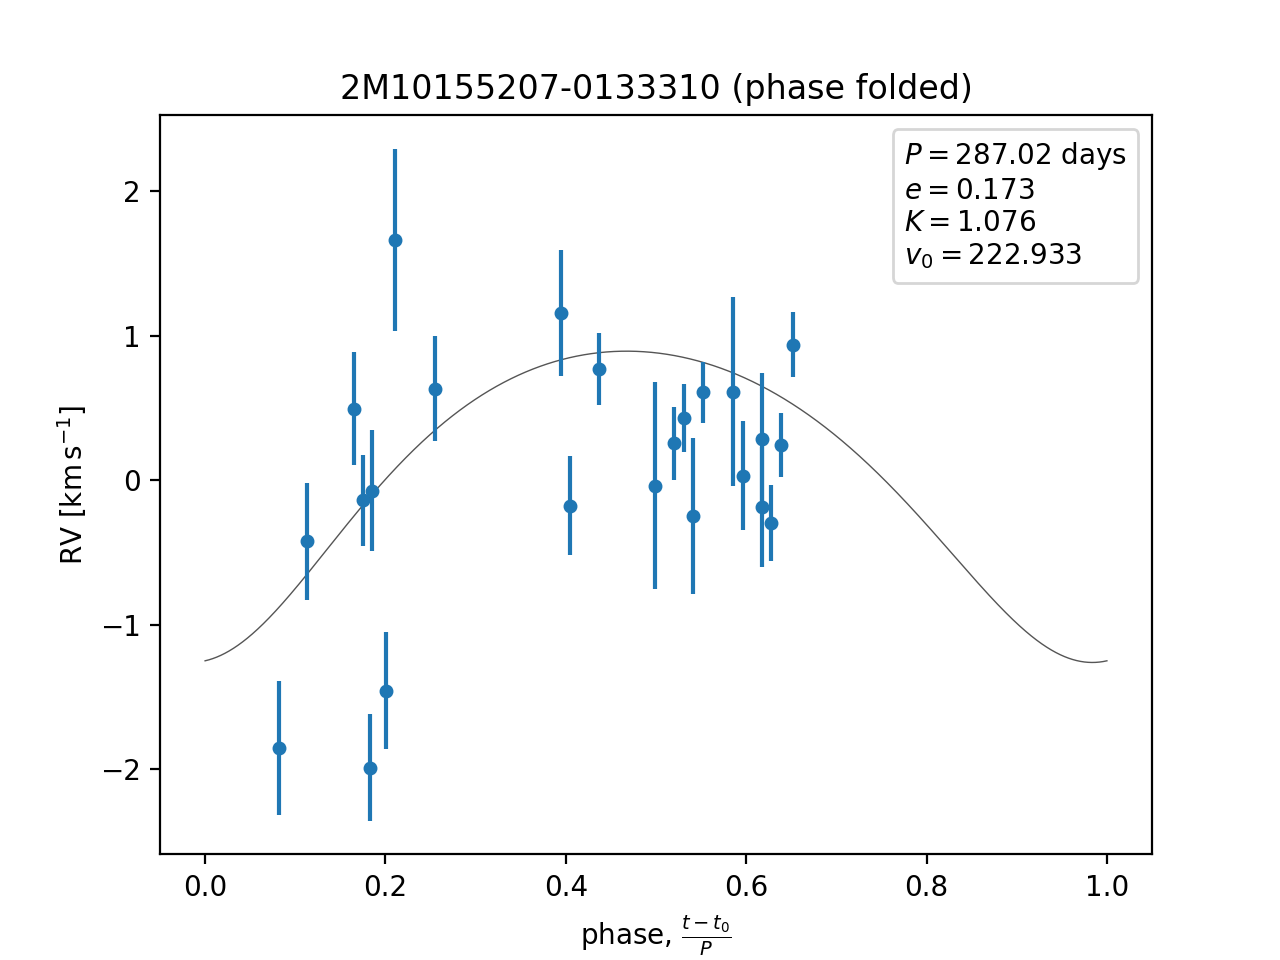 2M10155207-0133310 (phase folded)
P = 287.02 days
e = 0.173
K = 1.076
v₀ = 222.933
2
1
0
−1
−2
RV [km s⁻¹]
0.0 0.2 0.4 0.6 0.8 1.0
phase, (t − t₀)/P